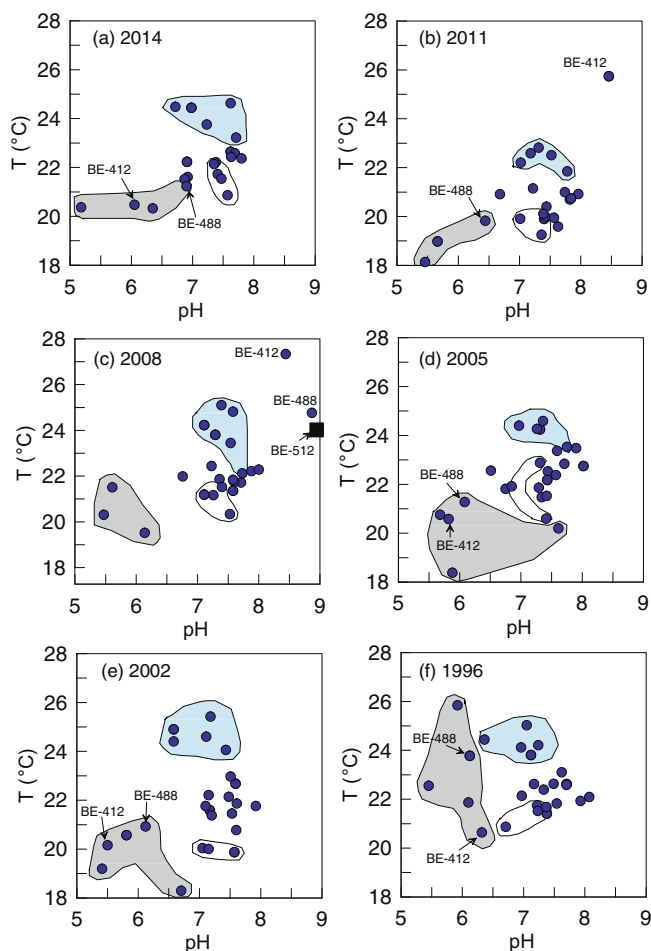 (a) 2014
28
26
24
22
20
18
T (°C)
BE-412
BE-488
5 6 7 8 9
pH
(b) 2011
28
26
24
22
20
18
T (°C)
BE-412
BE-488
5 6 7 8 9
pH
(c) 2008
28
26
24
22
20
18
T (°C)
BE-412
BE-488
BE-512
5 6 7 8 9
pH
(d) 2005
28
26
24
22
20
18
T (°C)
BE-488
BE-412
5 6 7 8 9
pH
(e) 2002
28
26
24
22
20
18
T (°C)
BE-412
BE-488
5 6 7 8 9
pH
(f) 1996
28
26
24
22
20
18
T (°C)
BE-488
BE-412
5 6 7 8 9
pH